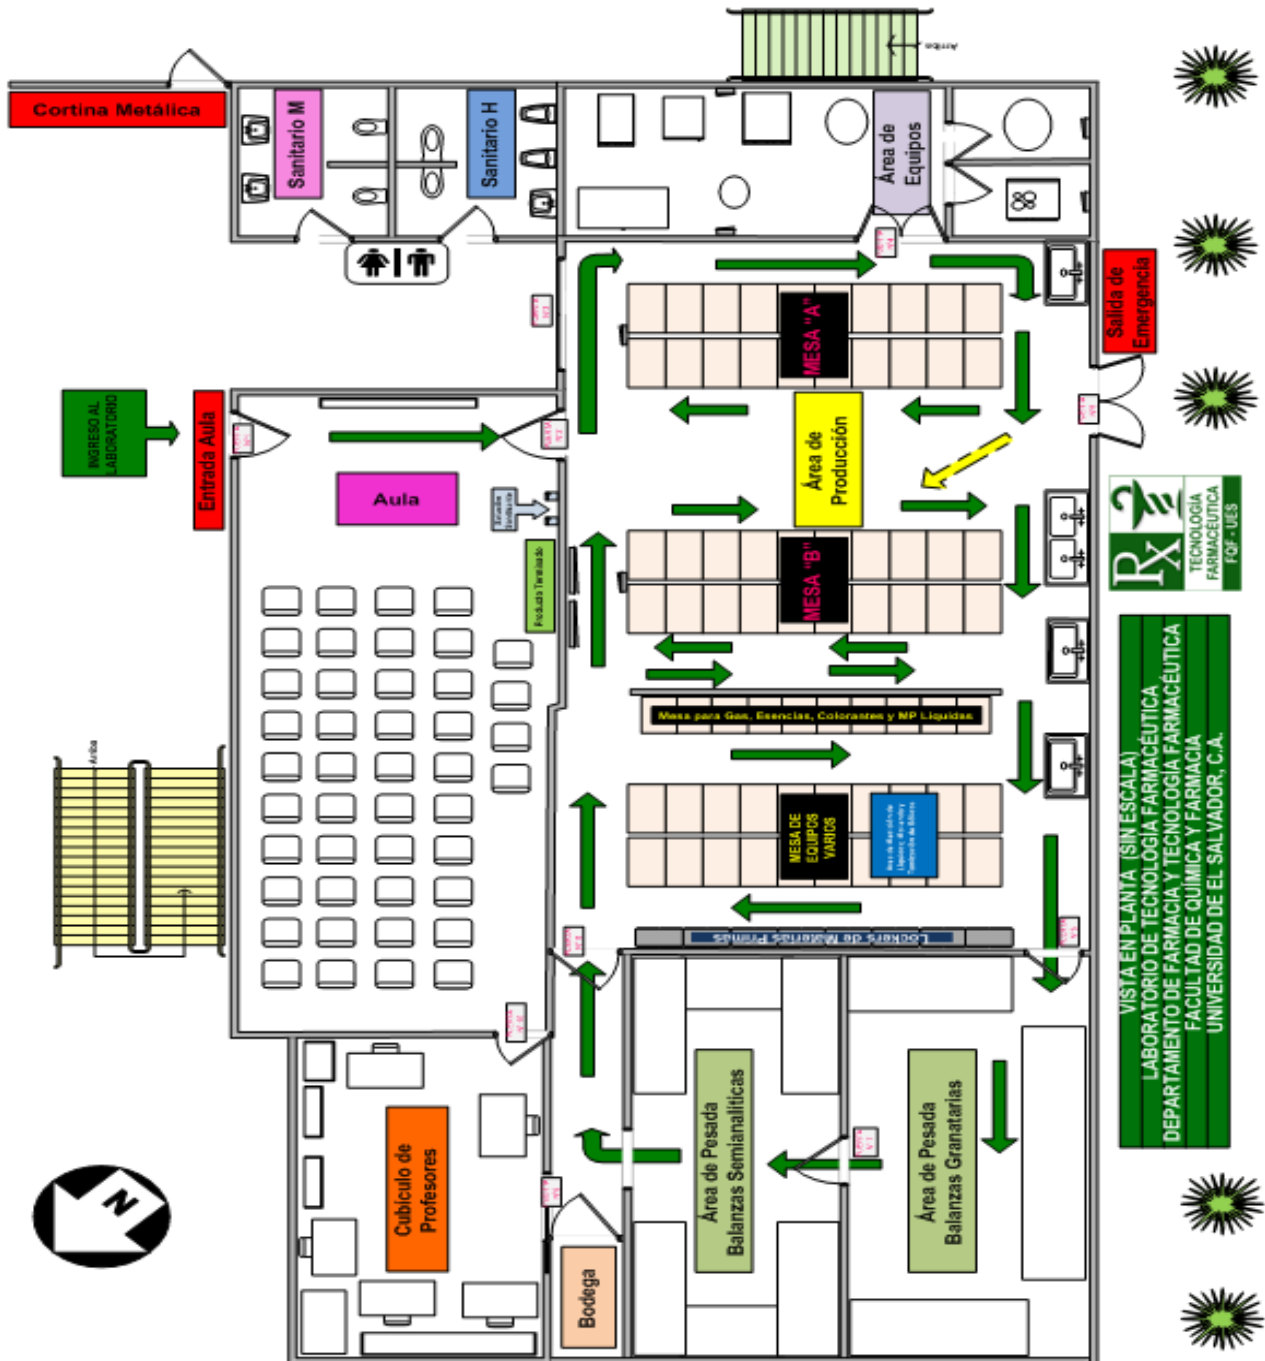 Arriba
Cortina Metálica
Sanitario M
Sanitario H
Área de
Equipos
Salida de
Emergencia
MESA "A"
INGRESO AL
LABORATORIO
Entrada Aula
Aula
Área de
Producción
MESA "B"
Producto Terminado
Rx
TECNOLOGÍA
FARMACÉUTICA
FQF - UES
Mesa para Gas, Esencias, Colorantes y MP Líquidas
Arriba
MESA DE
EQUIPOS
VARIOS
Lockers de Materias Primas
VISTA EN PLANTA (SIN ESCALA)
LABORATORIO DE TECNOLOGÍA FARMACÉUTICA
DEPARTAMENTO DE FARMACIA Y TECNOLOGÍA FARMACÉUTICA
FACULTAD DE QUÍMICA Y FARMACIA
UNIVERSIDAD DE EL SALVADOR, C.A.
Cubículo de
Profesores
Área de Pesada
Balanzas Semianalíticas
Área de Pesada
Balanzas Granatarias
Bodega
N